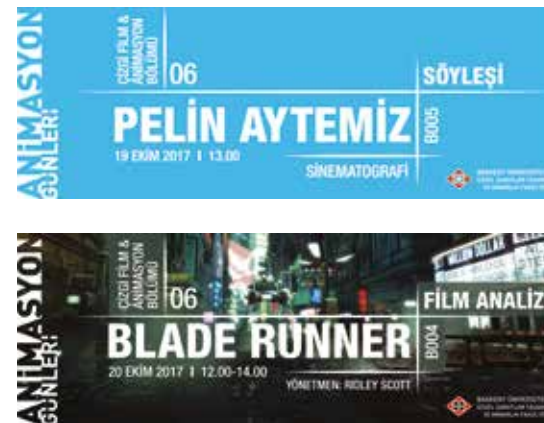 ANİMASYON
GÜNLERİ
ÇİZGİ FİLM &
ANİMASYON
BÖLÜMÜ
06
SÖYLEŞİ
PELİN AYTEMİZ
B005
19 EKİM 2017 I 13.00
SİNEMATOGRAFİ
ANİMASYON
GÜNLERİ
ÇİZGİ FİLM &
ANİMASYON
BÖLÜMÜ
06
FİLM ANALİZ
BLADE RUNNER
B004
20 EKİM 2017 I 12.00-14.00
YÖNETMEN: RIDLEY SCOTT